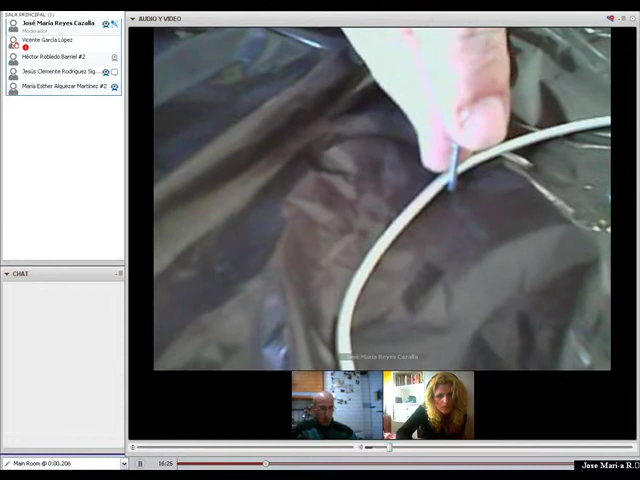 SALA PRINCIPAL (5)
José María Reyes Cazalla
Moderador
Vicente García López
Héctor Robledo Barriel #2
Jesús Clemente Rodríguez Sig...
María Esther Alquezar Martínez #2
CHAT
AUDIO Y VIDEO
José María Reyes Cazalla
Main Room @ 0:00.206
16:25
Jose Mari-a R.